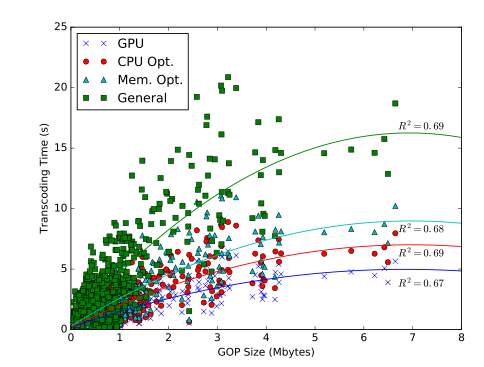 25
20
15
10
5
0
Transcoding Time (s)
GPU
CPU Opt.
Mem. Opt.
General
R² = 0.69
R² = 0.68
R² = 0.69
R² = 0.67
0 1 2 3 4 5 6 7 8
GOP Size (Mbytes)